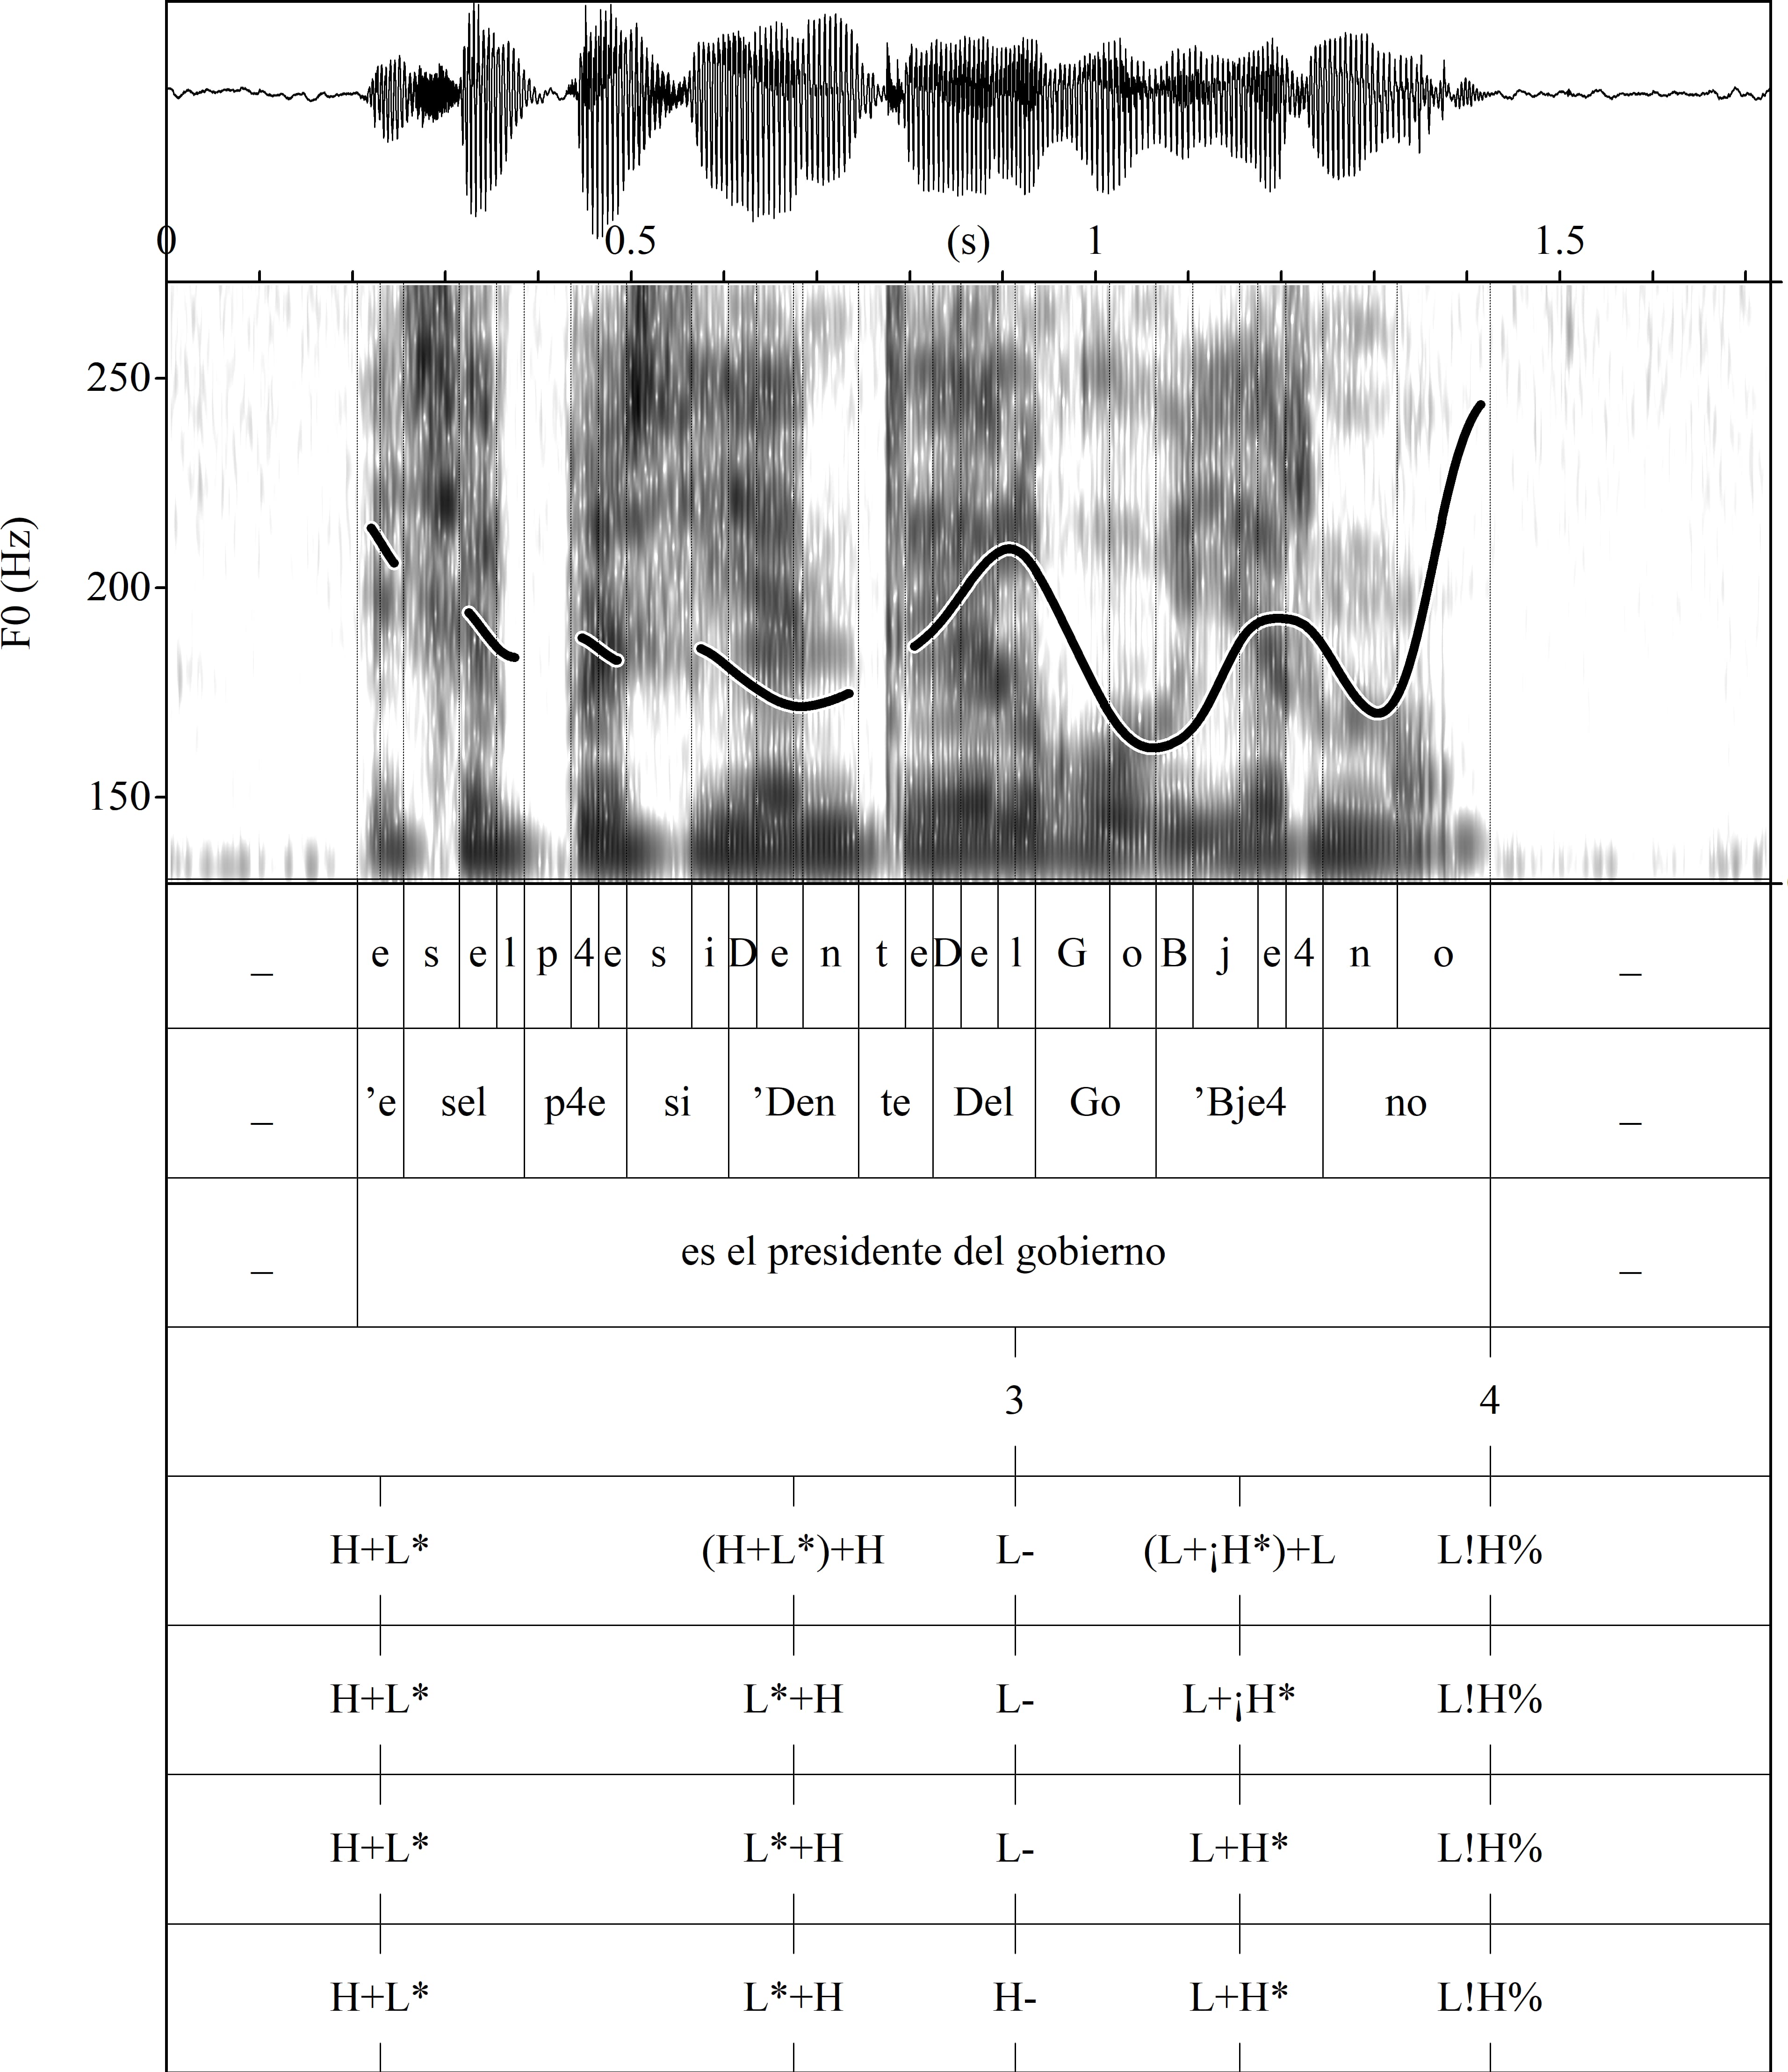 0 0.5 (s) 1 1.5
F0 (Hz)
250
200
150
_ e s e l p 4 e s i D e n t e D e l G o B j e 4 n o _
_ ’e sel p4e si ’Den te Del Go ’Bje4 no _
_ es el presidente del gobierno _
3 4
H+L* (H+L*)+H L- (L+¡H*)+L L!H%
H+L* L*+H L- L+¡H* L!H%
H+L* L*+H L- L+H* L!H%
H+L* L*+H H- L+H* L!H%